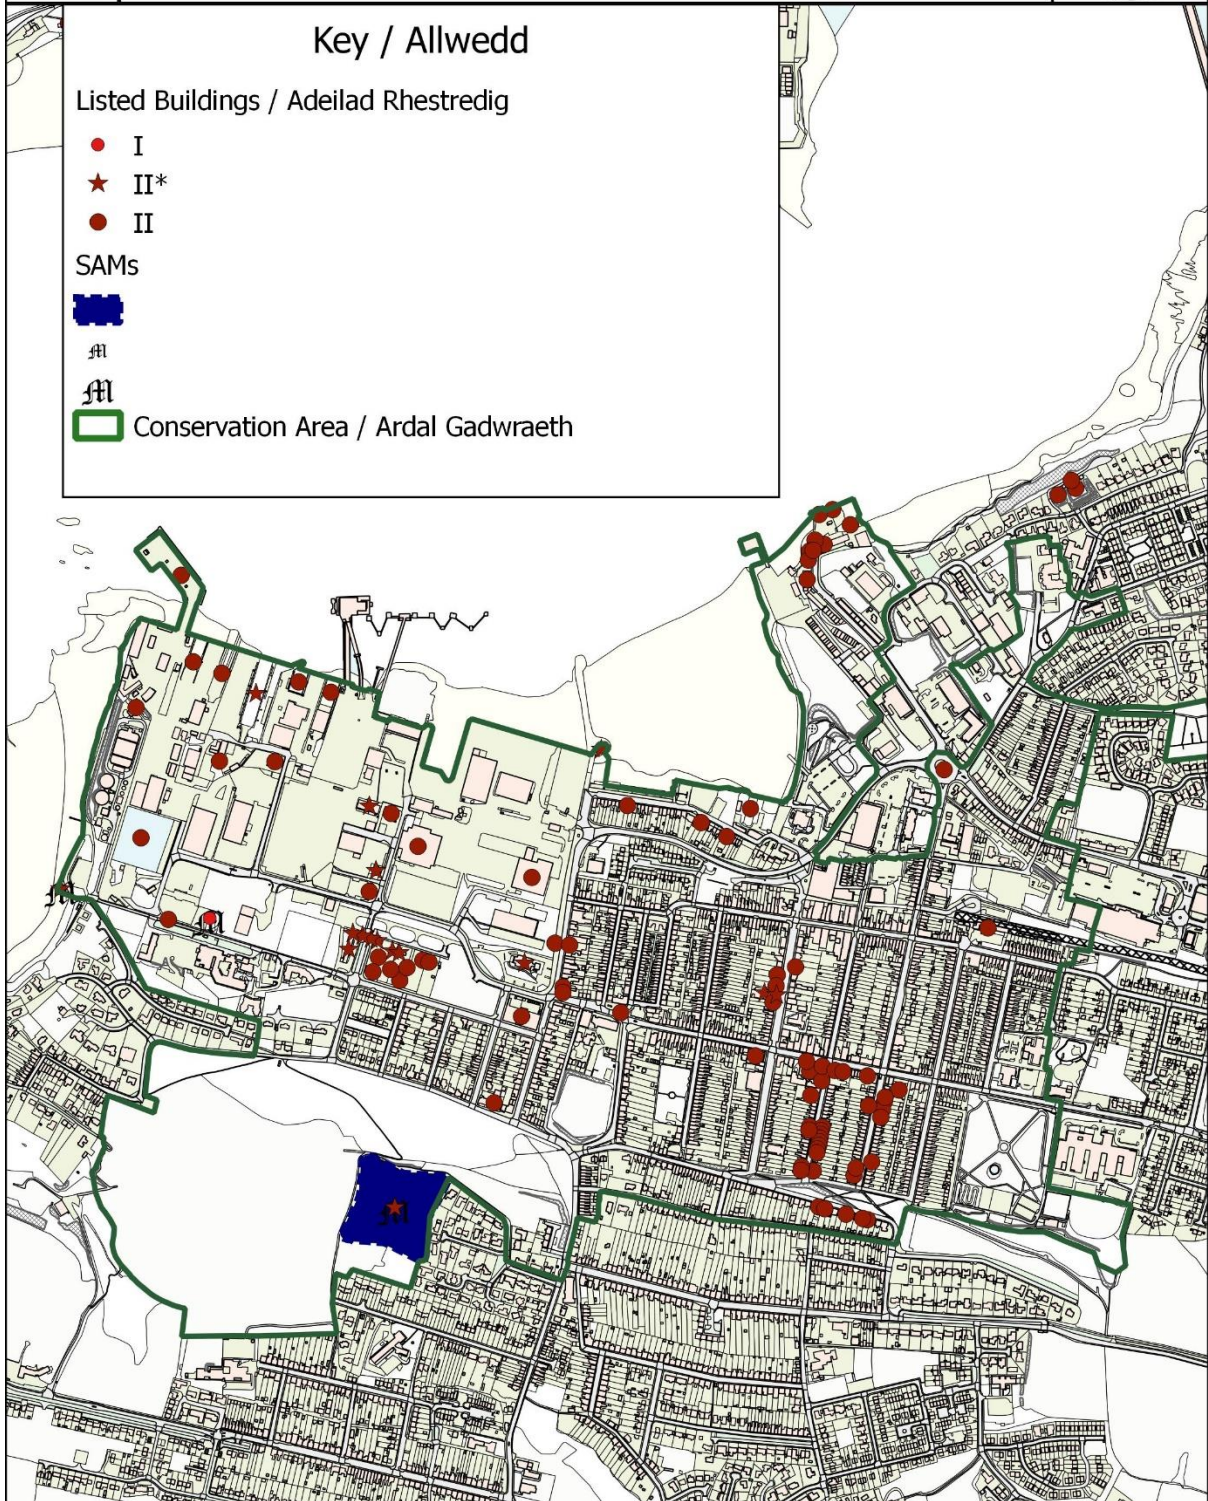 Key / Allwedd
Listed Buildings / Adeilad Rhestredig
I
II*
II
SAMs
M
M
Conservation Area / Ardal Gadwraeth
M
M
M